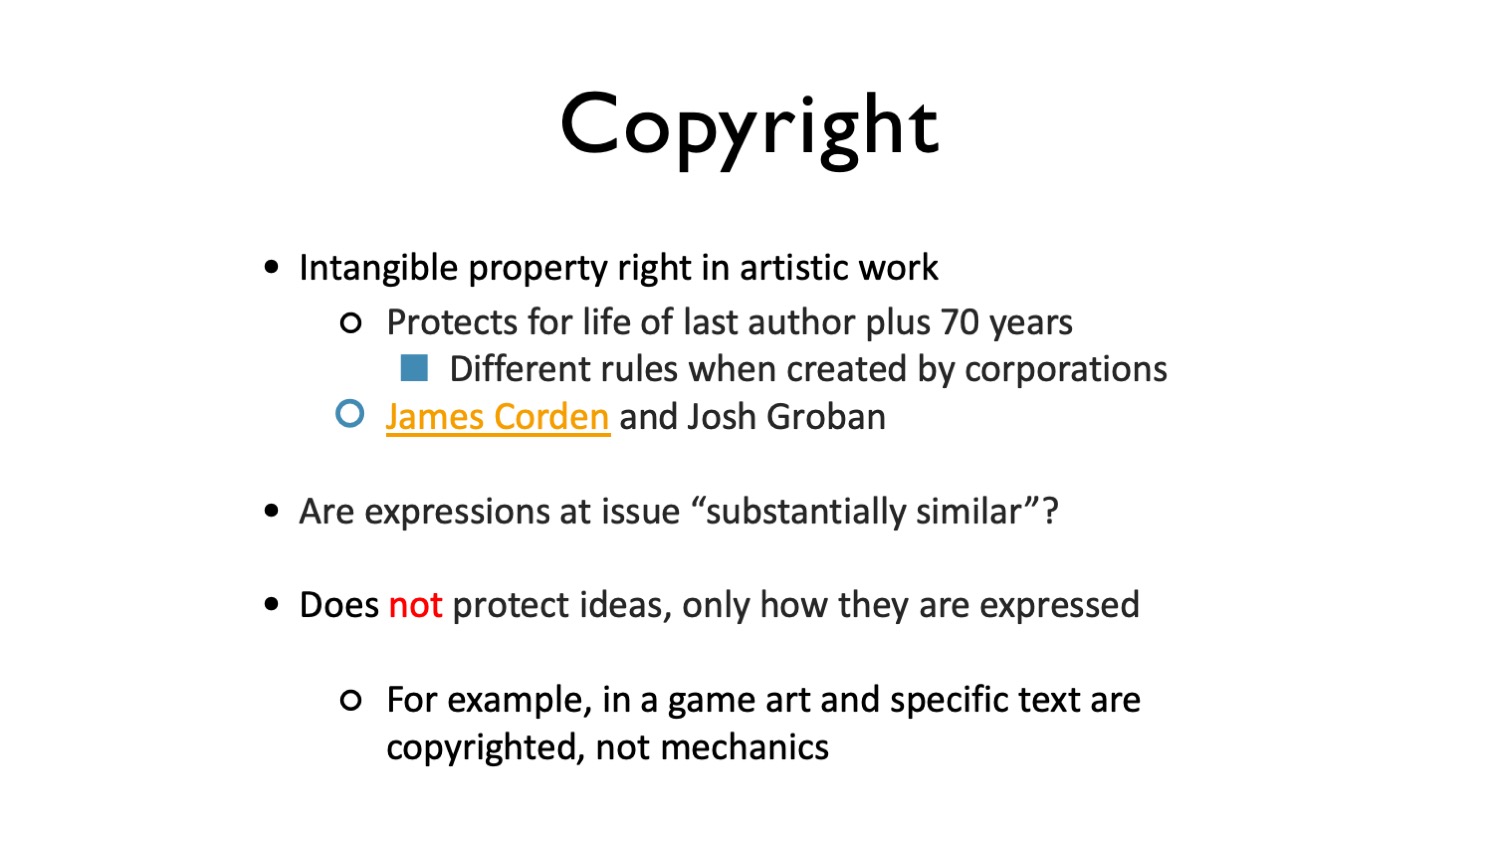 Copyright
• Intangible property right in artistic work
○ Protects for life of last author plus 70 years
■ Different rules when created by corporations
○ James Corden and Josh Groban
• Are expressions at issue “substantially similar”?
• Does not protect ideas, only how they are expressed
○ For example, in a game art and specific text are
copyrighted, not mechanics